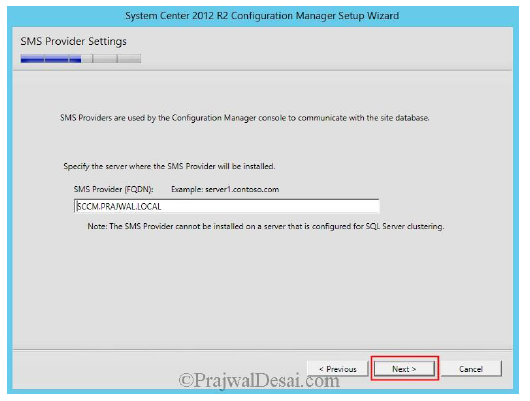 System Center 2012 R2 Configuration Manager Setup Wizard
SMS Provider Settings
SMS Providers are used by the Configuration Manager console to communicate with the site database.
Specify the server where the SMS Provider will be installed.
SMS Provider (FQDN): Example: server1.contoso.com
SCCM.PRAJWAL.LOCAL
Note: The SMS Provider cannot be installed on a server that is configured for SQL Server clustering.
< Previous Next > Cancel
©PrajwalDesai.com